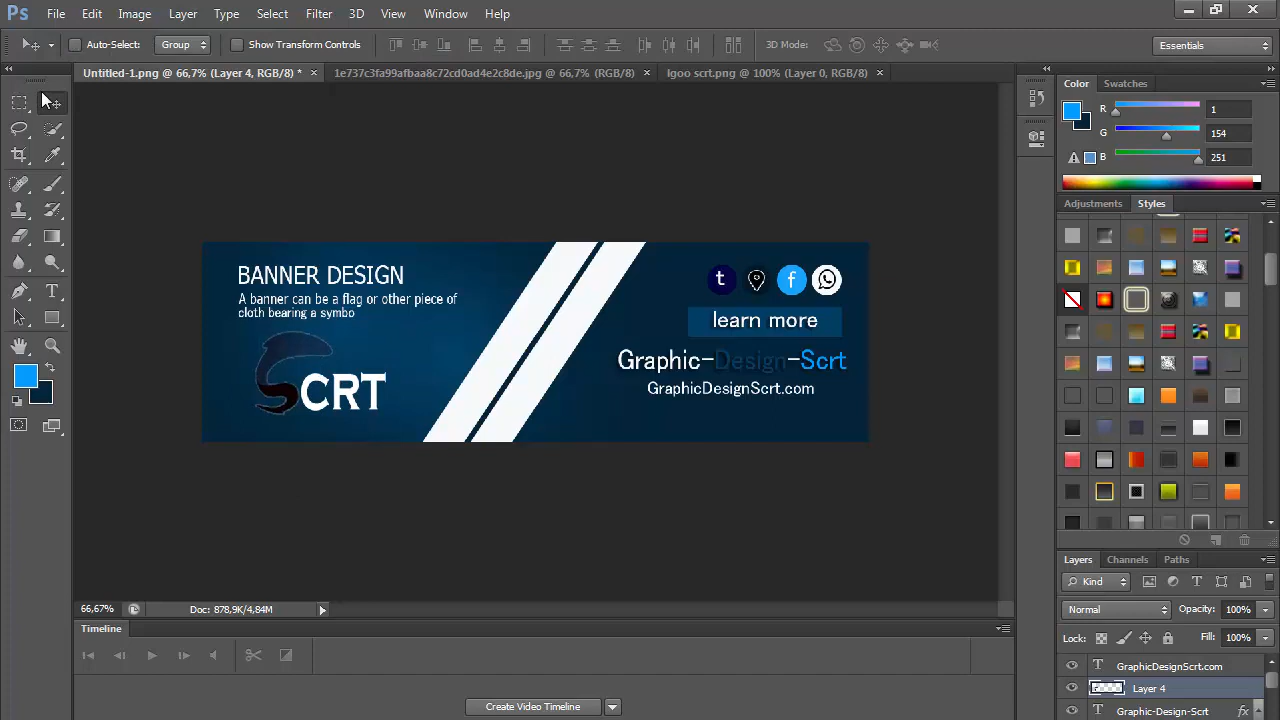 Ps File Edit Image Layer Type Select Filter 3D View Window Help
Auto-Select: Group Show Transform Controls 3D Mode: Essentials
Untitled-1.png @ 66,7% (Layer 4, RGB/8) * 1e737c3fa99afbaa8c72cd0ad4e2c8de.jpg @ 66,7% (RGB/8) lgoo scrt.png @ 100% (Layer 0, RGB/8)
Color Swatches
R 1
G 154
B 251
Adjustments Styles
BANNER DESIGN
A banner can be a flag or other piece of
cloth bearing a symbo
SCRT
t f
learn more
Graphic-Design-Scrt
GraphicDesignScrt.com
Layers Channels Paths
Kind
Normal Opacity: 100%
Lock: Fill: 100%
GraphicDesignScrt.com
Layer 4
Graphic-Design-Scrt fx
66,67% Doc: 878,9K/4,84M
Timeline
Create Video Timeline